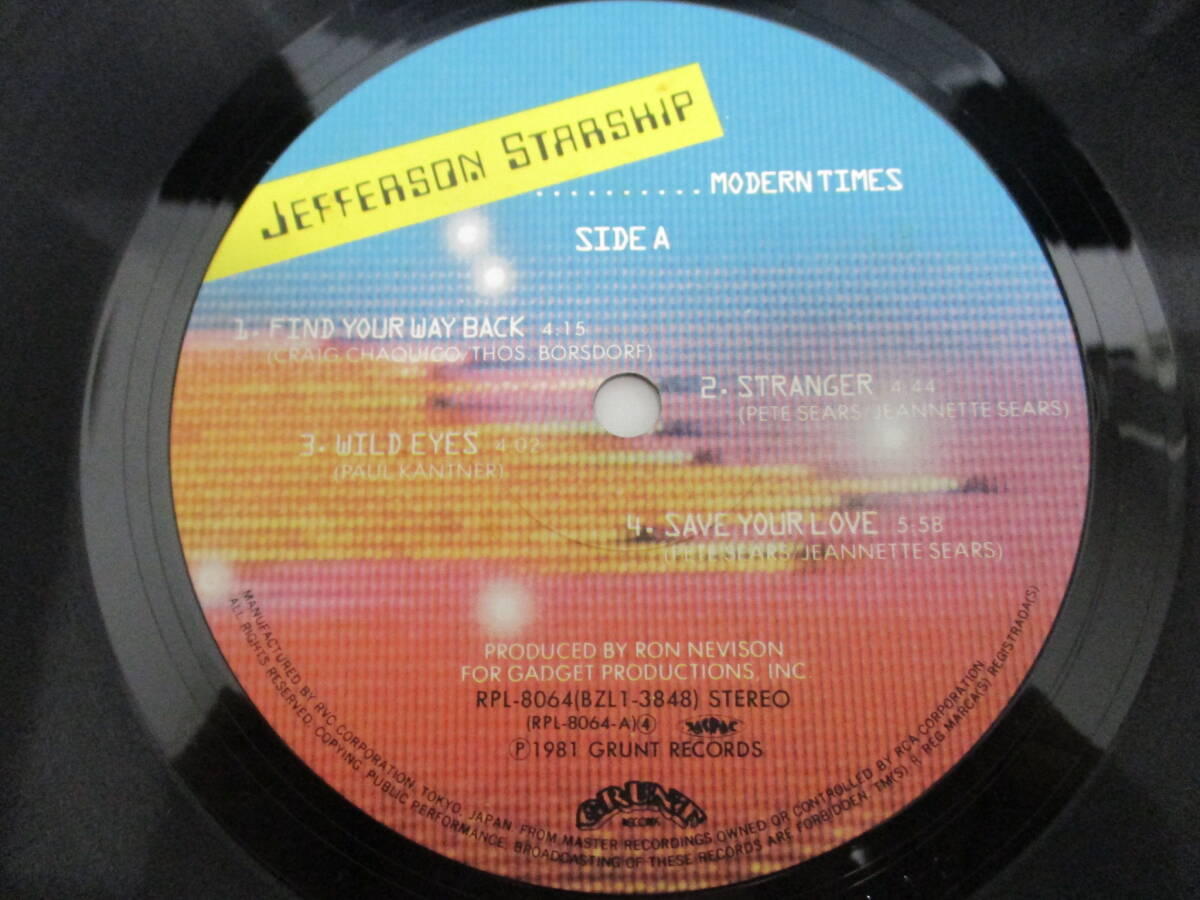 JEFFERSON STARSHIP
..........MODERN TIMES
SIDE A
1. FIND YOUR WAY BACK 4:15
(CRAIG CHAQUICO/THOS. BORSDORF)
2. STRANGER 4:44
(PETE SEARS/JEANNETTE SEARS)
3. WILD EYES 4:02
(PAUL KANTNER)
4. SAVE YOUR LOVE 5:58
(PETE SEARS/JEANNETTE SEARS)
PRODUCED BY RON NEVISON
FOR GADGET PRODUCTIONS, INC.
RPL-8064(BZL1-3848) STEREO
(RPL-8064-A)④
Ⓟ1981 GRUNT RECORDS
GRUNT
RECORDS
MANUFACTURED BY RVC CORPORATION, TOKYO, JAPAN. FROM MASTER RECORDINGS OWNED OR CONTROLLED BY RCA CORPORATION
ALL RIGHTS RESERVED. COPYING, PUBLIC PERFORMANCE, BROADCASTING OF THESE RECORDS ARE FORBIDDEN. TM(S) ® REG. MARCA(S) REGISTRADA(S)